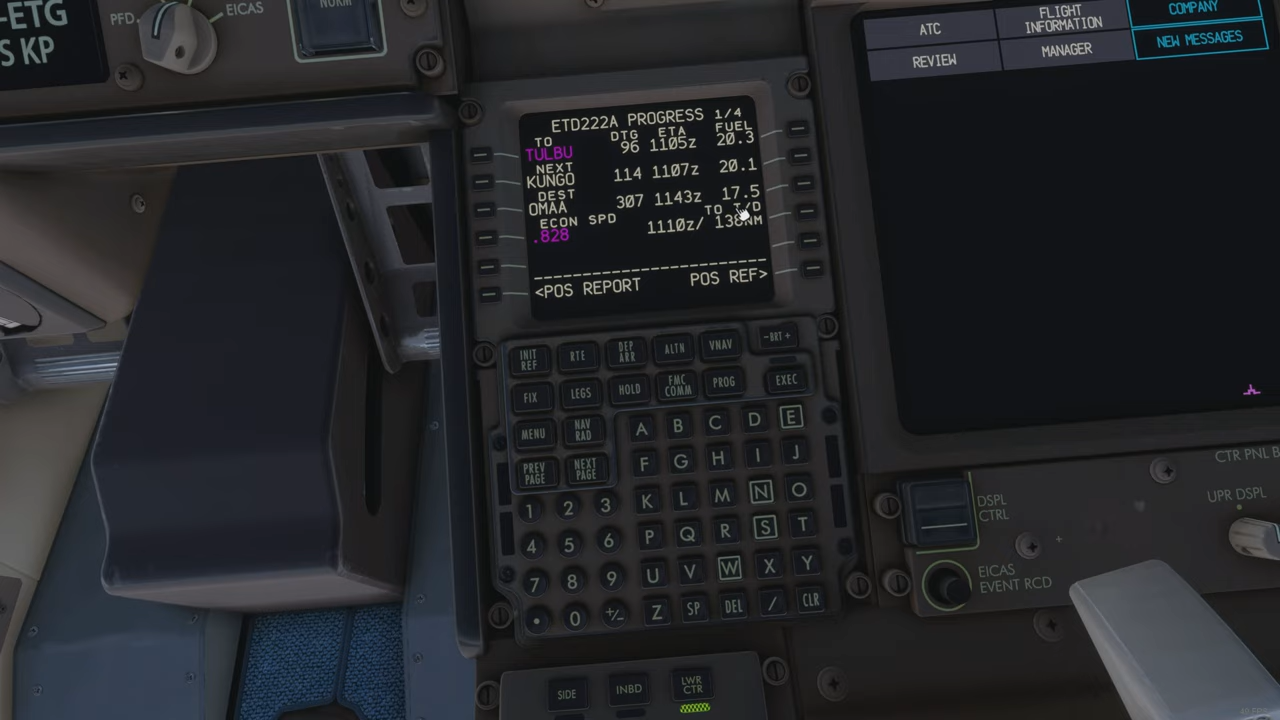 -ETG
S KP
PFD
EICAS
NORM
ATC
FLIGHT INFORMATION
COMPANY
REVIEW
MANAGER
NEW MESSAGES
ETD222A PROGRESS 1/4
TO DTG ETA FUEL
TULBU 96 1105z 20.3
NEXT
KUNGO 114 1107z 20.1
DEST
OMAA 307 1143z 17.5
ECON SPD TO T/D
.828 1110z/ 138NM
<POS REPORT POS REF>
INIT REF RTE DEP ARR ALTN VNAV -BRT+
FIX LEGS HOLD FMC COMM PROG EXEC
MENU NAV RAD A B C D E
PREV PAGE NEXT PAGE F G H I J
1 2 3 K L M N O
4 5 6 P Q R S T
7 8 9 U V W X Y
. 0 +/- Z SP DEL / CLR
DSPL CTRL
EICAS EVENT RCD
CTR PNL B
UPR DSPL
SIDE INBD LWR CTR